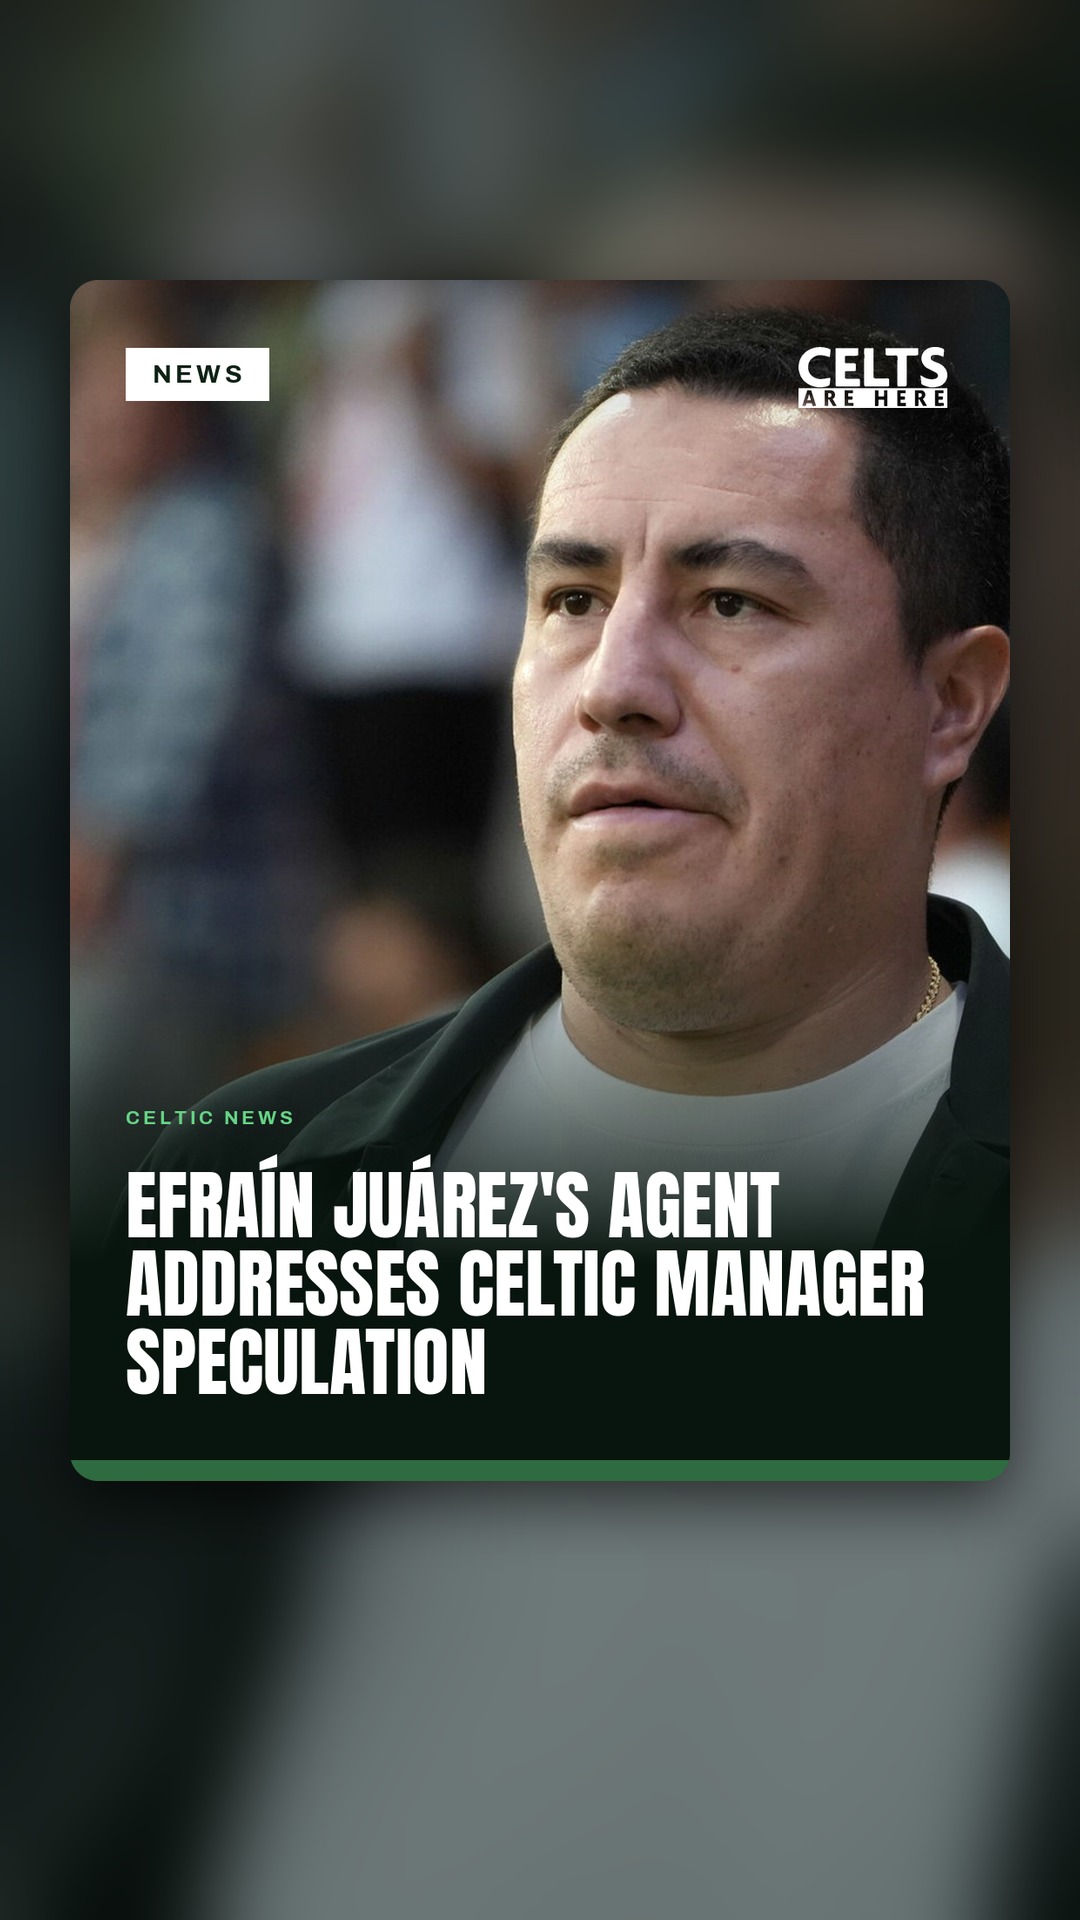 NEWS
CELTS
ARE HERE
CELTIC NEWS
EFRAÍN JUÁREZ'S AGENT
ADDRESSES CELTIC MANAGER
SPECULATION